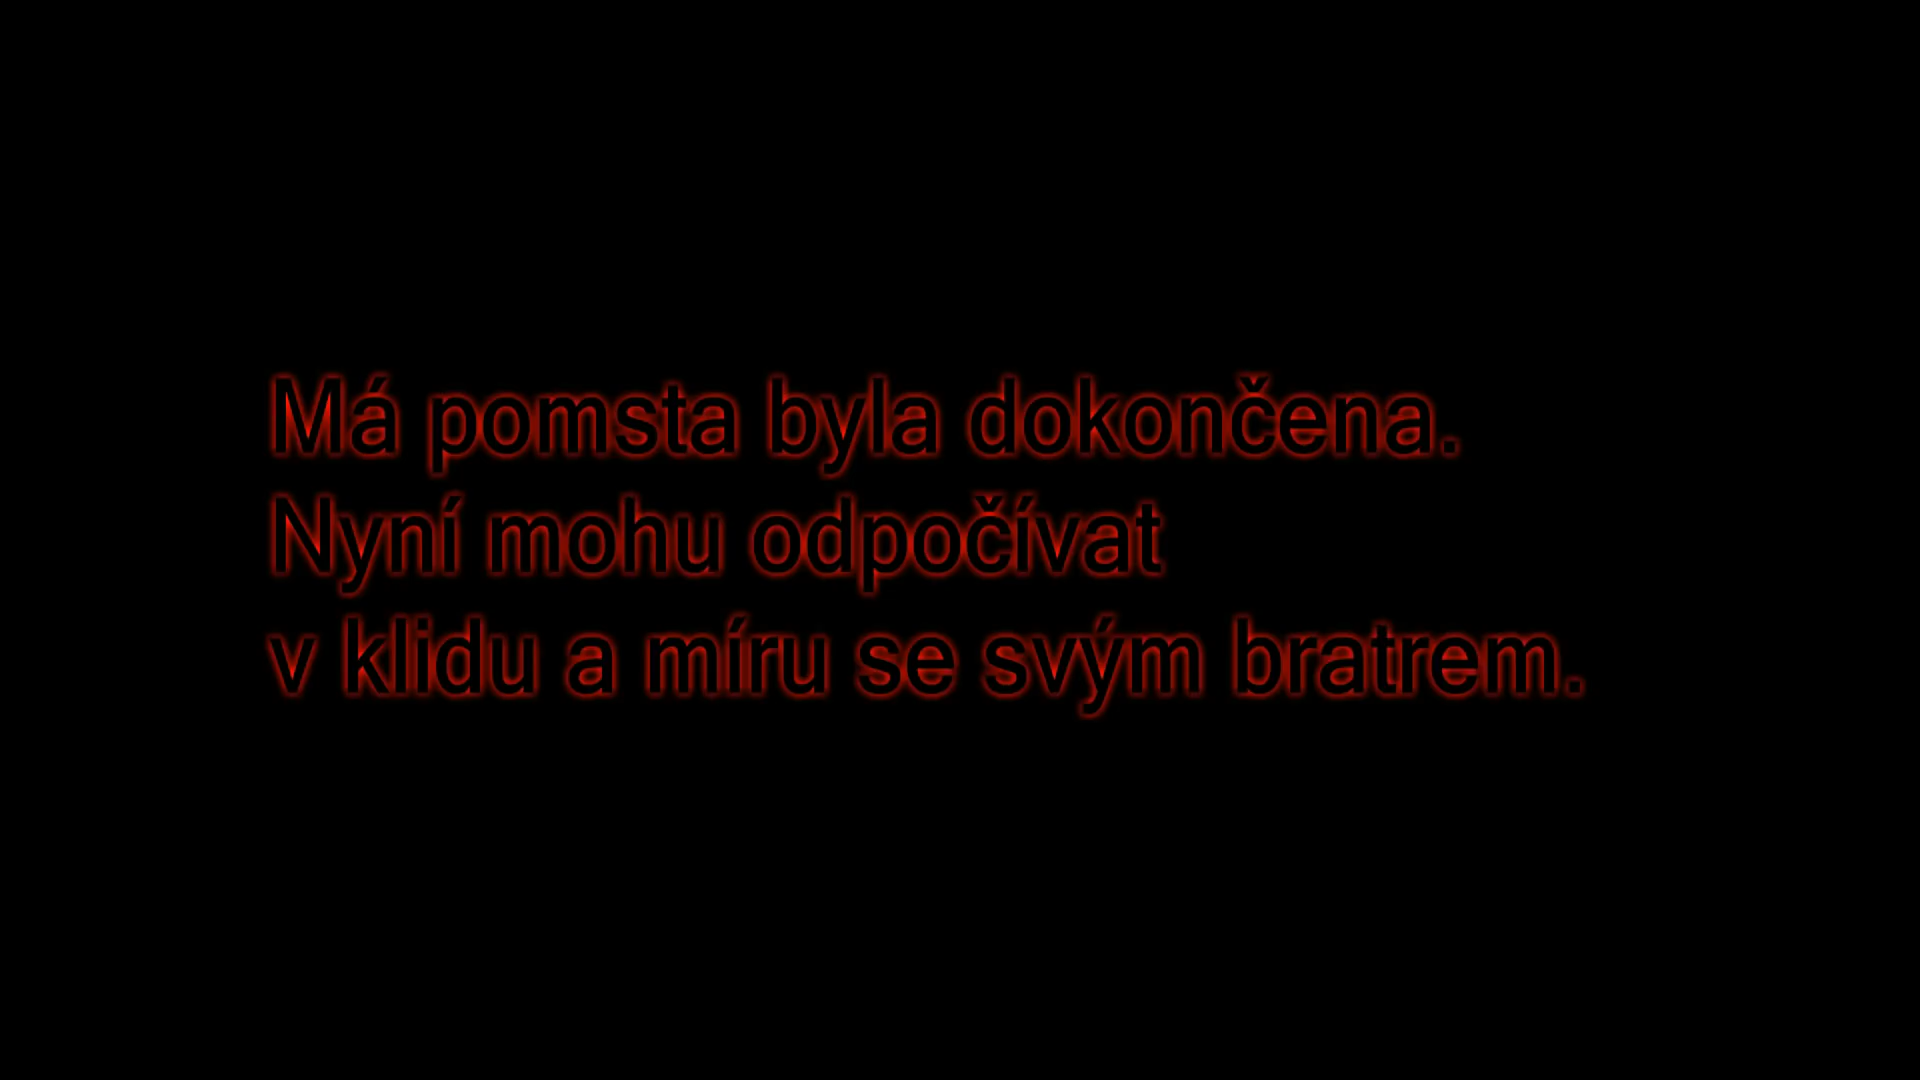 Má pomsta byla dokončena.
Nyní mohu odpočívat
v klidu a míru se svým bratrem.